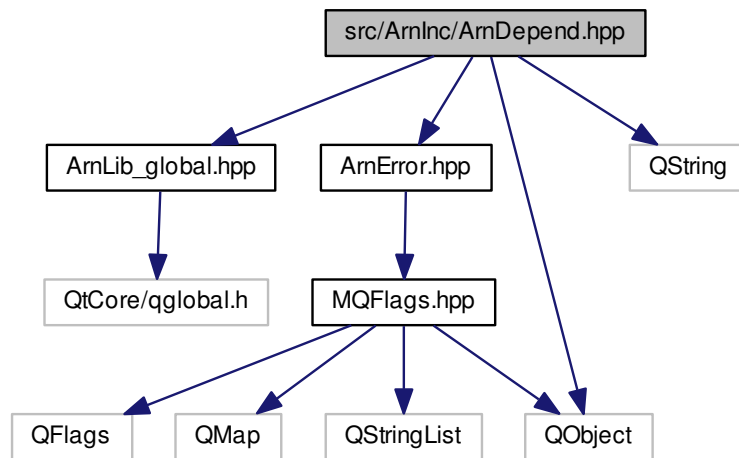 src/ArnInc/ArnDepend.hpp
ArnLib_global.hpp
ArnError.hpp
QString
QtCore/qglobal.h
MQFlags.hpp
QFlags
QMap
QStringList
QObject